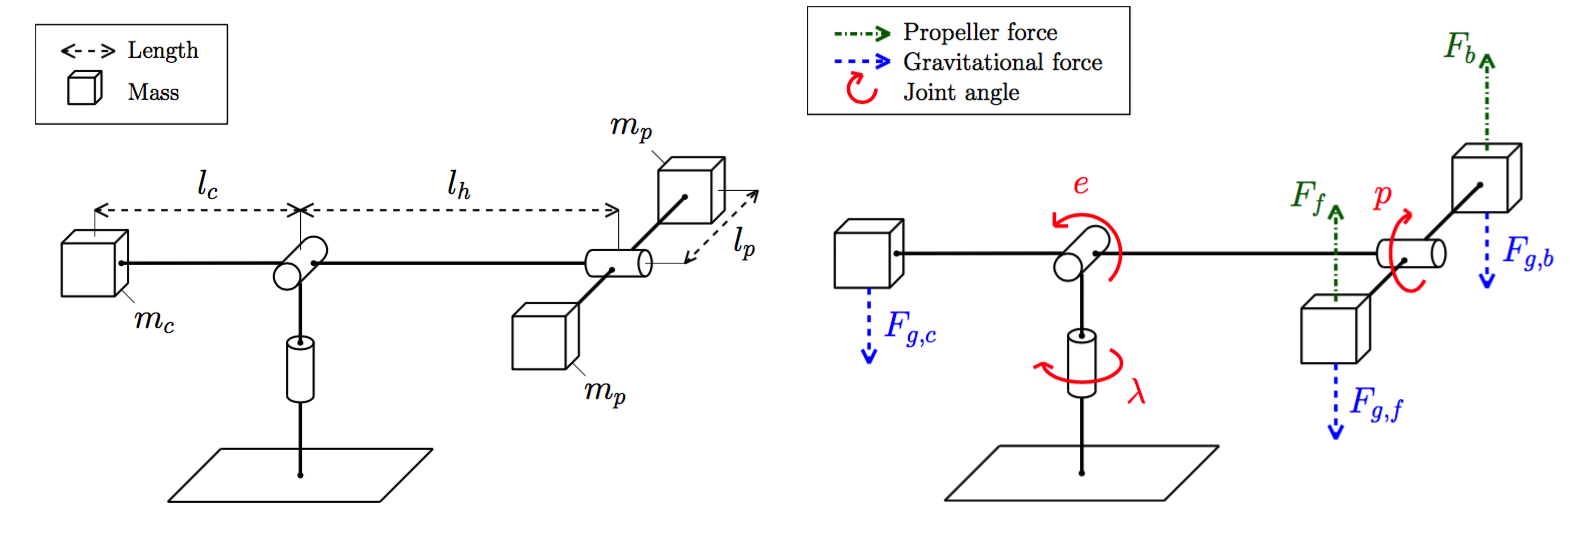 Length
Mass
m_p
l_c
l_h
l_p
m_c
m_p
Propeller force
Gravitational force
Joint angle
F_b
e
F_f
p
F_{g,b}
F_{g,c}
λ
F_{g,f}